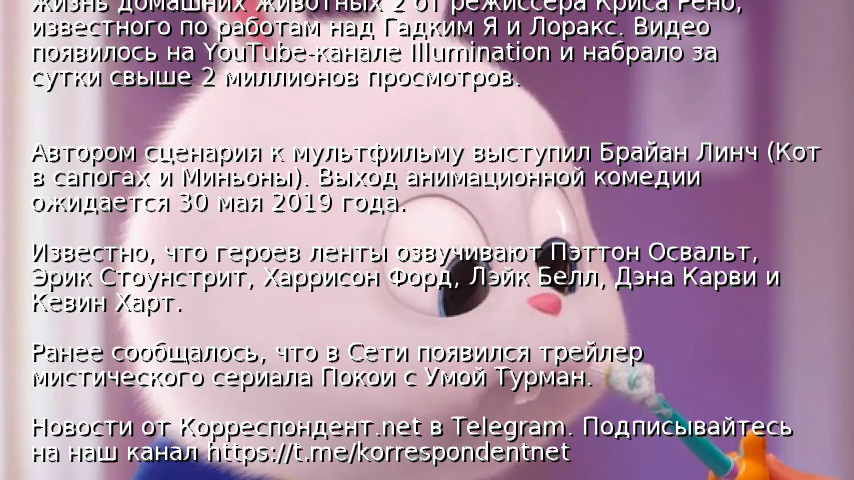 жизнь домашних животных 2 от режиссера Криса Рено,
известного по работам над Гадким Я и Лоракс. Видео
появилось на YouTube-канале Illumination и набрало за
сутки свыше 2 миллионов просмотров.
Автором сценария к мультфильму выступил Брайан Линч (Кот
в сапогах и Миньоны). Выход анимационной комедии
ожидается 30 мая 2019 года.
Известно, что героев ленты озвучивают Пэттон Освальт,
Эрик Стоунстрит, Харрисон Форд, Лэйк Белл, Дэна Карви и
Кевин Харт.
Ранее сообщалось, что в Сети появился трейлер
мистического сериала Покои с Умой Турман.
Новости от Корреспондент.net в Telegram. Подписывайтесь
на наш канал https://t.me/korrespondentnet